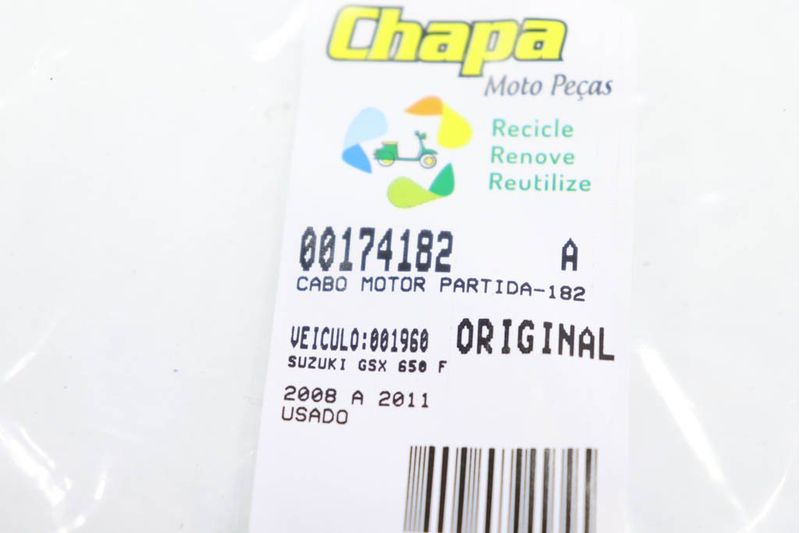 Chapa
Moto Peças
Recicle
Renove
Reutilize
00174182 A
CABO MOTOR PARTIDA-182
VEICULO:001960 ORIGINAL
SUZUKI GSX 650 F
2008 A 2011
USADO